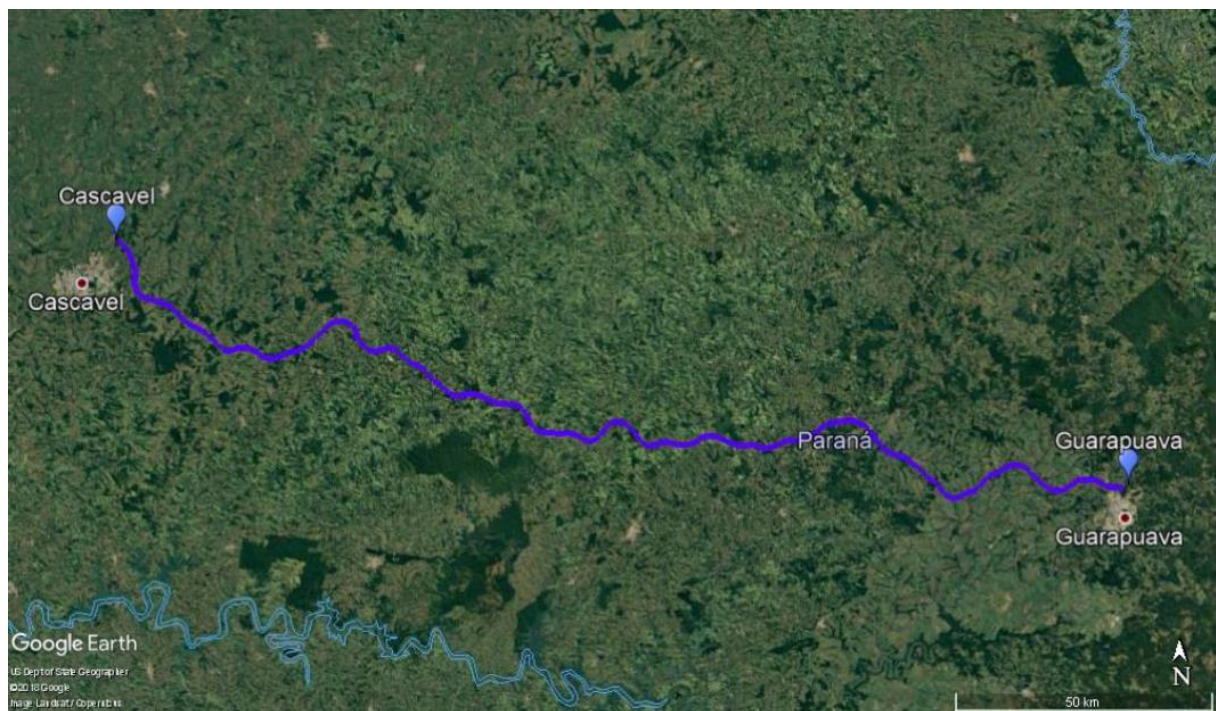 Cascavel
Cascavel
Paraná
Guarapuava
Guarapuava
Google Earth
US Dept of State Geographer
©2018 Google
Image Landsat / Copernicus
N
50 km